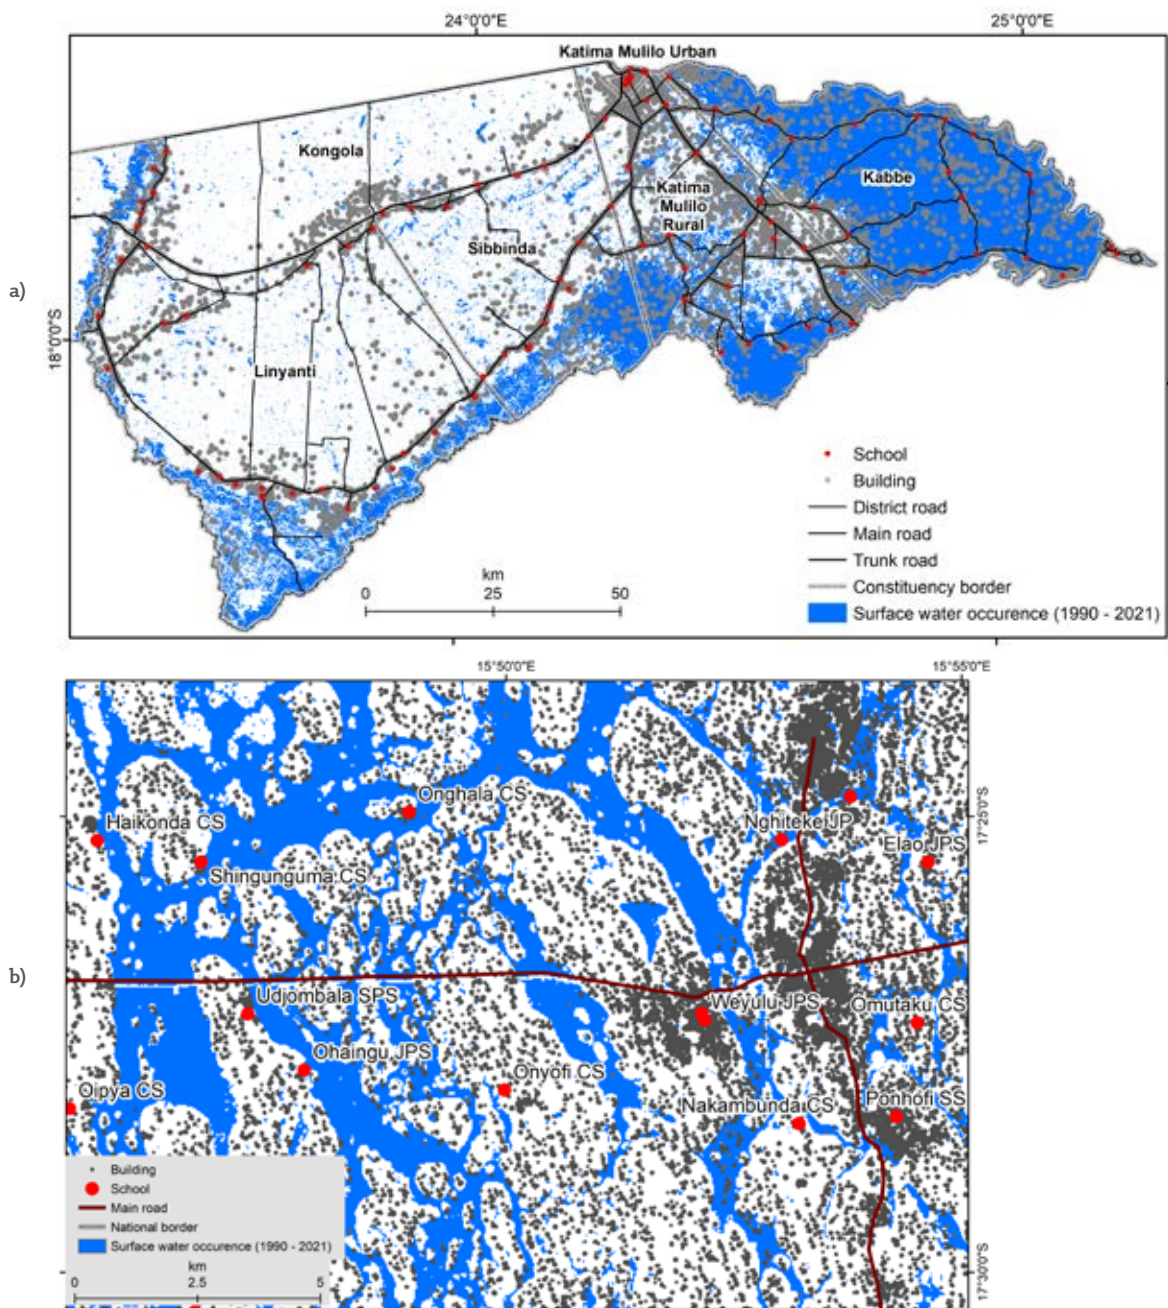 24°0'0"E
25°0'0"E
Katima Mulilo Urban
Kongola
Kabbe
Katima
Mulilo
Rural
Sibbinda
a)
18°0'0"S
Linyanti
School
Building
District road
Main road
Trunk road
Constituency border
Surface water occurence (1990 - 2021)
km
0 25 50
15°50'0"E
15°55'0"E
Onghala CS
Haikonda CS
Nghitekei JP
17°25'0"S
Elao JPS
Shingunguma CS
b)
Udjombala SPS
Weyulu JPS
Omutaku CS
Ohaingu JPS
Onyofi CS
Oipya CS
Nakambunda CS
Ponhofi SS
Building
School
Main road
National border
Surface water occurence (1990 - 2021)
km
0 2.5 5
17°30'0"S